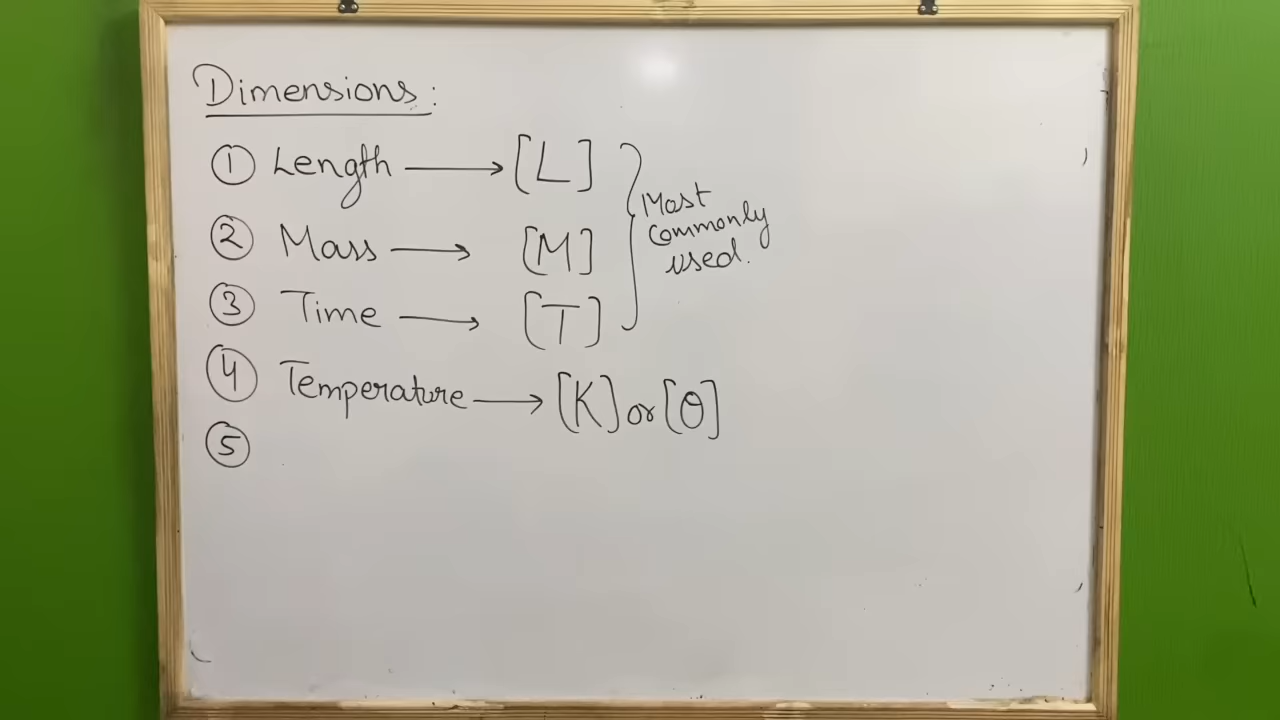 Dimensions:
① Length → [L]
② Mass → [M]
③ Time → [T]
Most
commonly
used.
④ Temperature → [K] or [θ]
⑤